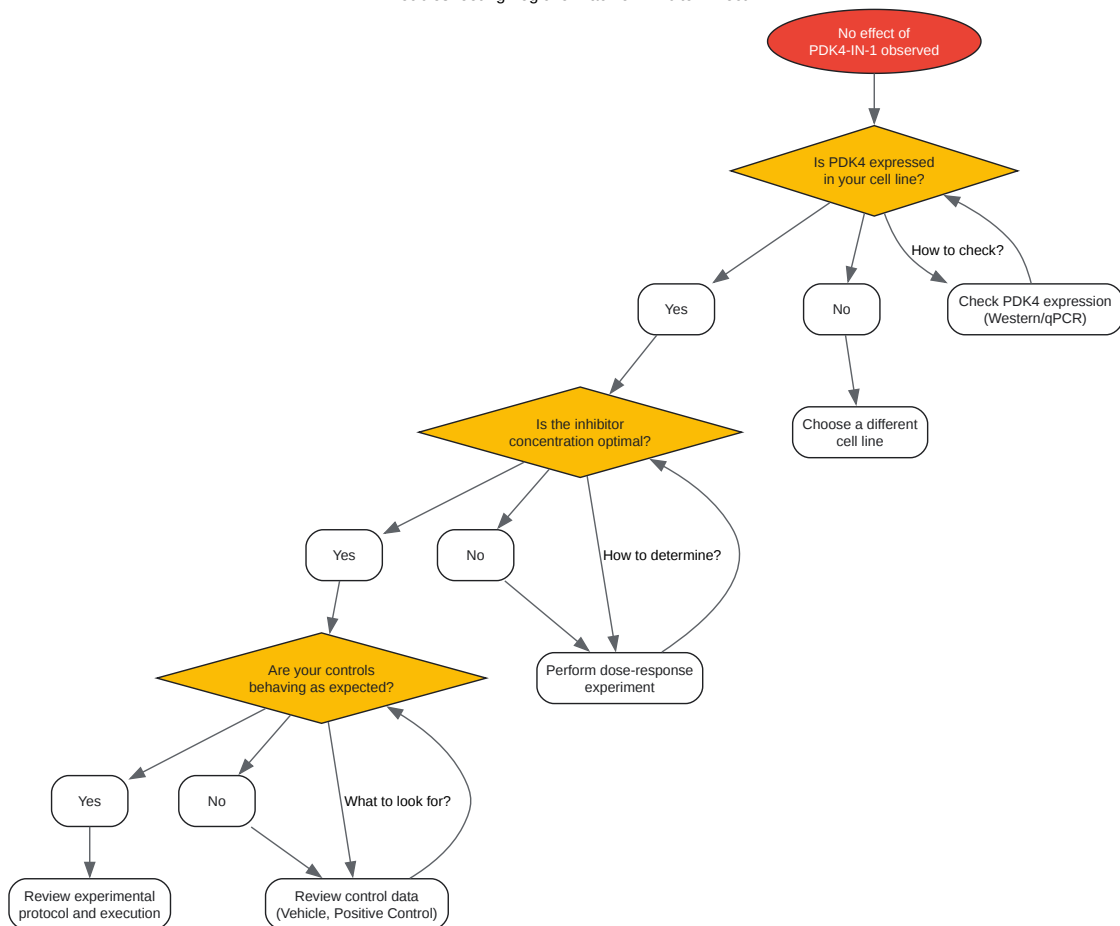 No effect of
PDK4-IN-1 observed
Is PDK4 expressed
in your cell line?
How to check?
Yes
No
Check PDK4 expression
(Western/qPCR)
Choose a different
cell line
Is the inhibitor
concentration optimal?
Yes
No
How to determine?
Perform dose-response
experiment
Are your controls
behaving as expected?
Yes
No
What to look for?
Review experimental
protocol and execution
Review control data
(Vehicle, Positive Control)